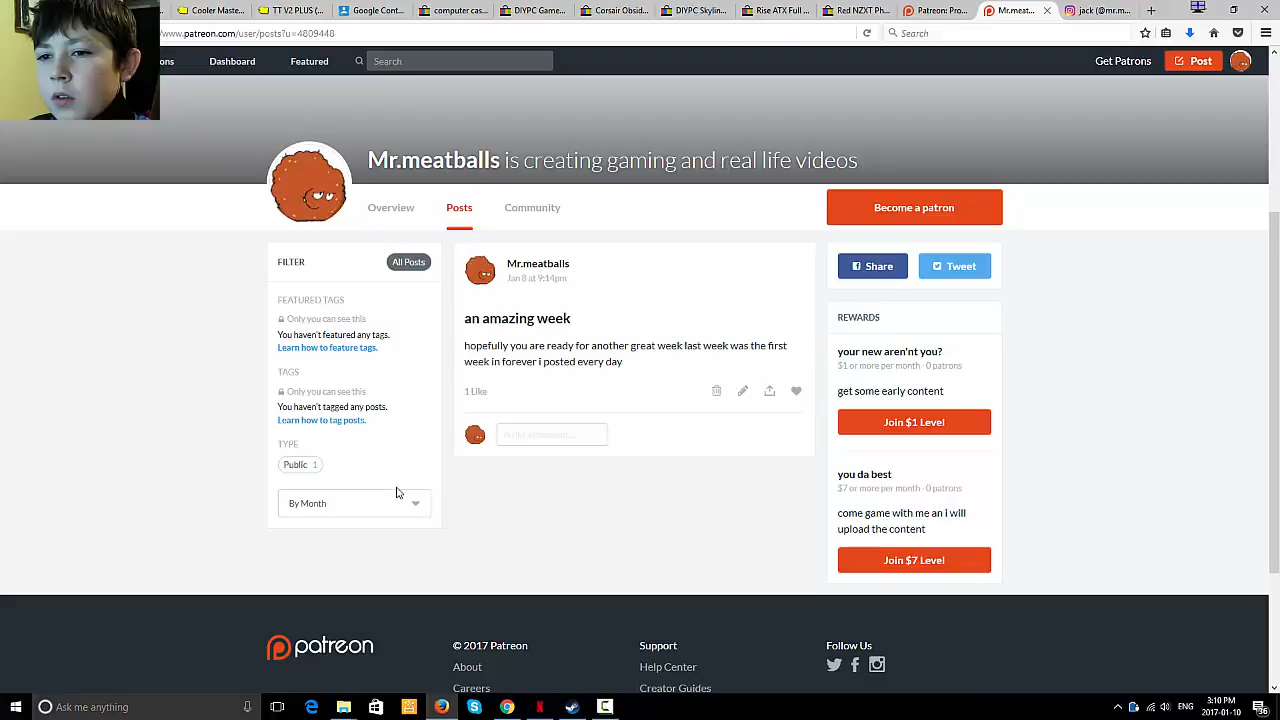 Cooler Master...
TT V2 PLUS (...
Google Cont...
computer cas...
DIYPC Game...
Corsair Obsid...
DIYPC Skylin...
Rise ATX Full ...
Red NZXT Ph...
Patreon: Pro...
Mr.meat...
jack (@mr.m...
www.patreon.com/user/posts?u=4809448
Search
ons
Dashboard
Featured
Search
Get Patrons
Post
Mr.meatballs is creating gaming and real life videos
Overview
Posts
Community
Become a patron
FILTER
All Posts
FEATURED TAGS
Only you can see this
You haven't featured any tags.
Learn how to feature tags.
TAGS
Only you can see this
You haven't tagged any posts.
Learn how to tag posts.
TYPE
Public 1
By Month
Mr.meatballs
Jan 8 at 9:14pm
an amazing week
hopefully you are ready for another great week last week was the first
week in forever i posted every day
1 Like
Share
Tweet
REWARDS
your new aren'nt you?
$1 or more per month · 0 patrons
get some early content
Join $1 Level
you da best
$7 or more per month · 0 patrons
come game with me an i will
upload the content
Join $7 Level
patreon
© 2017 Patreon
About
Careers
Support
Help Center
Creator Guides
Follow Us
Ask me anything
3:10 PM
2017-01-10